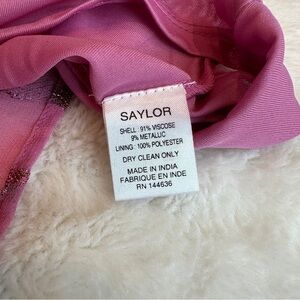 SAYLOR
SHELL : 91% VISCOSE
9% METALLIC
LINING : 100% POLYESTER
DRY CLEAN ONLY
MADE IN INDIA
FABRIQUE EN INDE
RN 144636